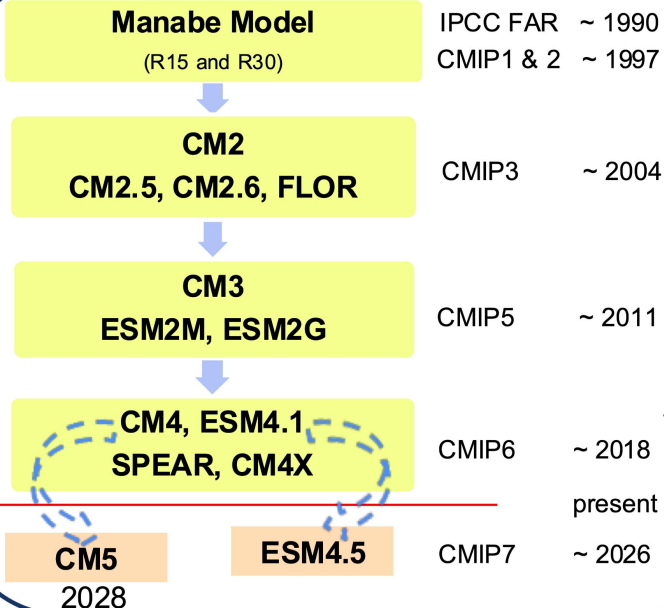 Manabe Model
(R15 and R30)
IPCC FAR ~ 1990
CMIP1 & 2 ~ 1997
CM2
CM2.5, CM2.6, FLOR
CMIP3 ~ 2004
CM3
ESM2M, ESM2G
CMIP5 ~ 2011
CM4, ESM4.1
SPEAR, CM4X
CMIP6 ~ 2018
present
CM5
ESM4.5
CMIP7 ~ 2026
2028